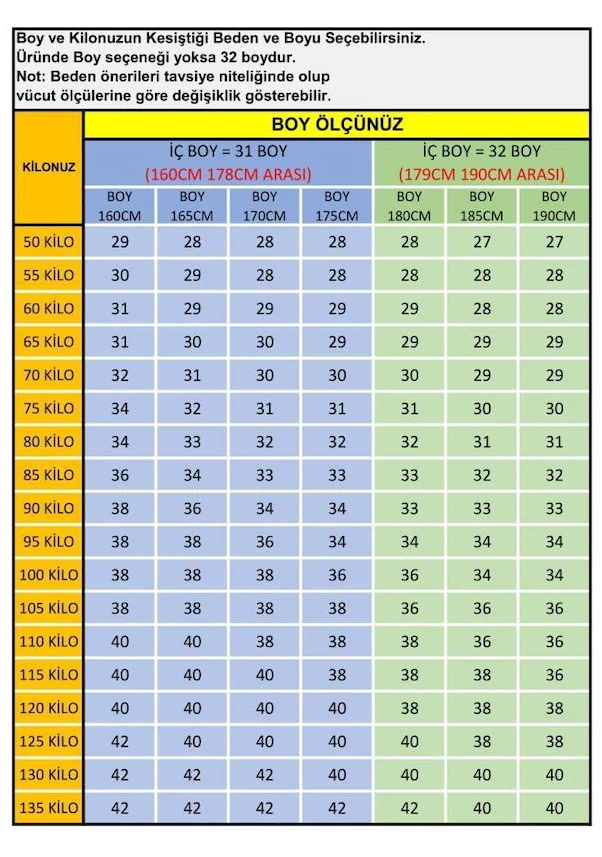 Boy ve Kilonuzun Kesiştiği Beden ve Boyu Seçebilirsiniz.
Üründe Boy seçeneği yoksa 32 boydur.
Not: Beden önerileri tavsiye niteliğinde olup
vücut ölçülerine göre değişiklik gösterebilir.
KİLONUZ
BOY ÖLÇÜNÜZ
İÇ BOY = 31 BOY İÇ BOY = 32 BOY
(160CM 178CM ARASI) (179CM 190CM ARASI)
BOY BOY BOY BOY BOY BOY BOY
160CM 165CM 170CM 175CM 180CM 185CM 190CM
50 KİLO 29 28 28 28 28 27 27
55 KİLO 30 29 28 28 28 28 28
60 KİLO 31 29 29 29 29 28 28
65 KİLO 31 30 30 29 29 29 29
70 KİLO 32 31 30 30 30 29 29
75 KİLO 34 32 31 31 31 30 30
80 KİLO 34 33 32 32 32 31 31
85 KİLO 36 34 33 33 33 32 32
90 KİLO 38 36 34 34 33 33 33
95 KİLO 38 38 36 34 34 34 34
100 KİLO 38 38 38 36 36 34 34
105 KİLO 38 38 38 38 36 36 36
110 KİLO 40 40 38 38 38 36 36
115 KİLO 40 40 40 38 38 38 36
120 KİLO 40 40 40 40 38 38 38
125 KİLO 42 40 40 40 40 38 38
130 KİLO 42 42 42 40 40 40 40
135 KİLO 42 42 42 42 42 40 40